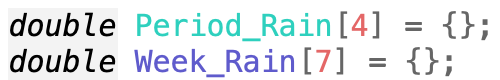 double Period_Rain[4] = {};
double Week_Rain[7] = {};